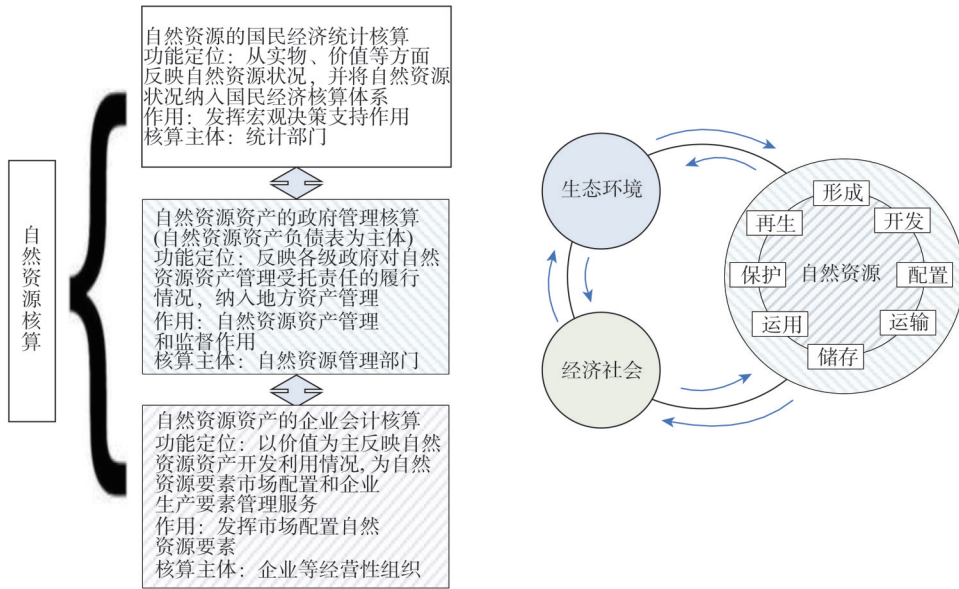 自然资源核算
自然资源的国民经济统计核算
功能定位：从实物、价值等方面
反映自然资源状况，并将自然资源
状况纳入国民经济核算体系
作用：发挥宏观决策支持作用
核算主体：统计部门
自然资源资产的政府管理核算
(自然资源资产负债表为主体)
功能定位：反映各级政府对自然
资源资产管理受托责任的履行
情况，纳入地方资产管理
作用：自然资源资产管理
和监督作用
核算主体：自然资源管理部门
自然资源资产的企业会计核算
功能定位：以价值为主反映自然
资源资产开发利用情况,为自然
资源要素市场配置和企业
生产要素管理服务
作用：发挥市场配置自然
资源要素
核算主体：企业等经营性组织
生态环境
经济社会
自然资源
形成
开发
配置
运输
储存
运用
保护
再生